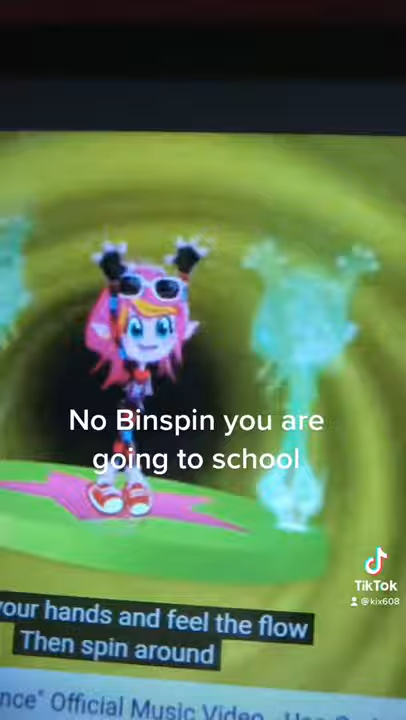 No Binspin you are
going to school
TikTok
@kix608
your hands and feel the flow
Then spin around
Official Music Video